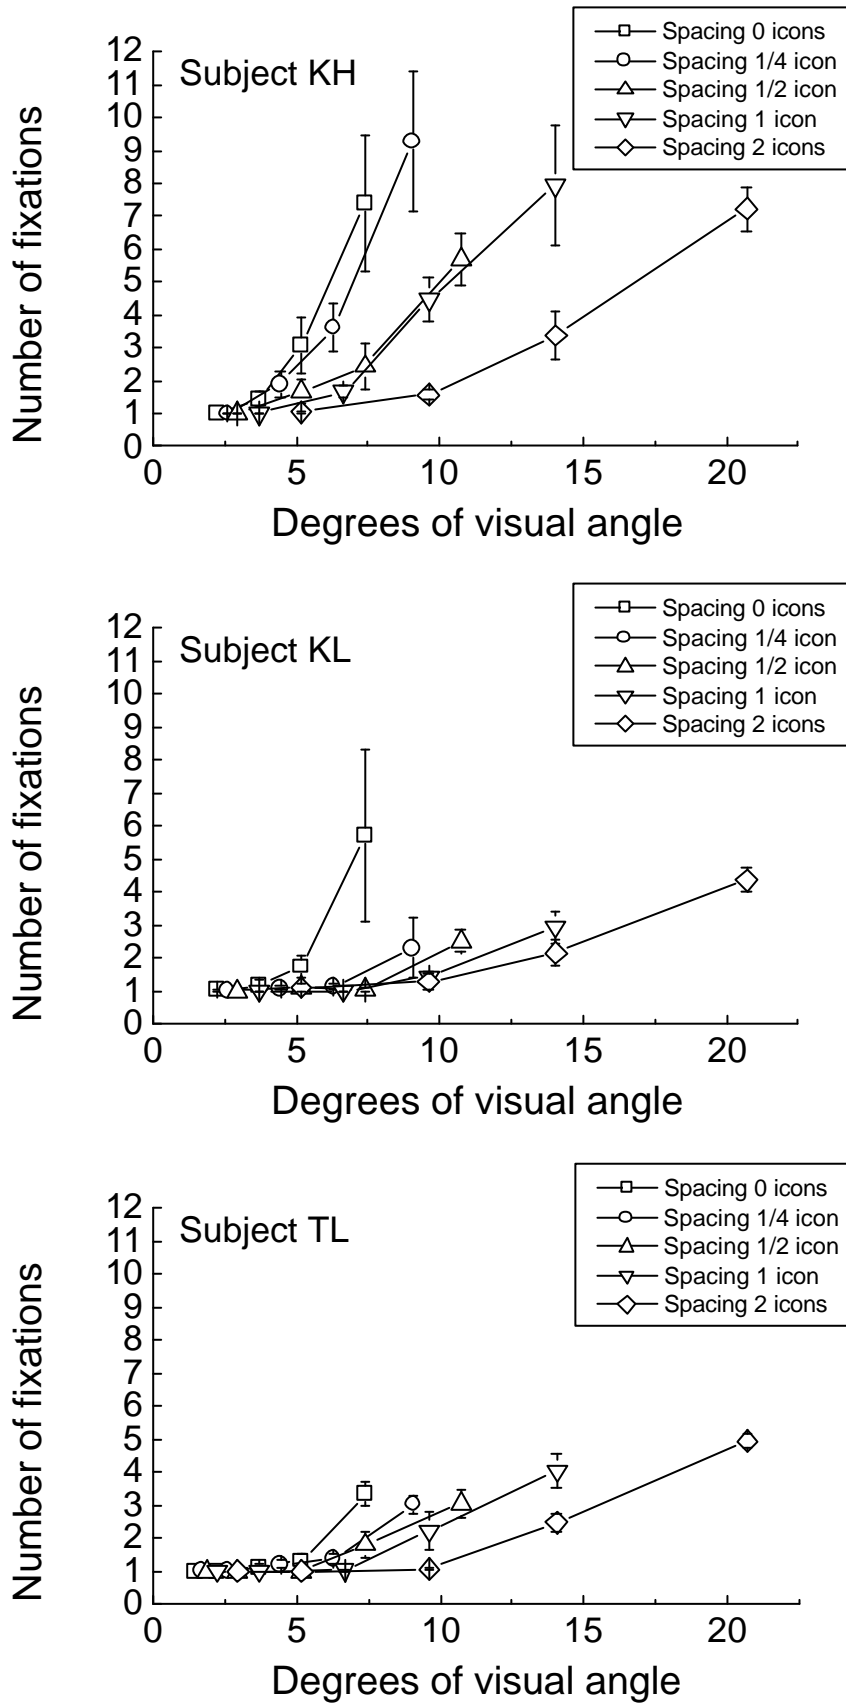 Spacing 0 icons
Spacing 1/4 icon
Spacing 1/2 icon
Spacing 1 icon
Spacing 2 icons
Subject KH
12
11
10
9
8
7
6
5
4
3
2
1
0
Number of fixations
0 5 10 15 20
Degrees of visual angle
Spacing 0 icons
Spacing 1/4 icon
Spacing 1/2 icon
Spacing 1 icon
Spacing 2 icons
Subject KL
12
11
10
9
8
7
6
5
4
3
2
1
0
Number of fixations
0 5 10 15 20
Degrees of visual angle
Spacing 0 icons
Spacing 1/4 icon
Spacing 1/2 icon
Spacing 1 icon
Spacing 2 icons
Subject TL
12
11
10
9
8
7
6
5
4
3
2
1
0
Number of fixations
0 5 10 15 20
Degrees of visual angle